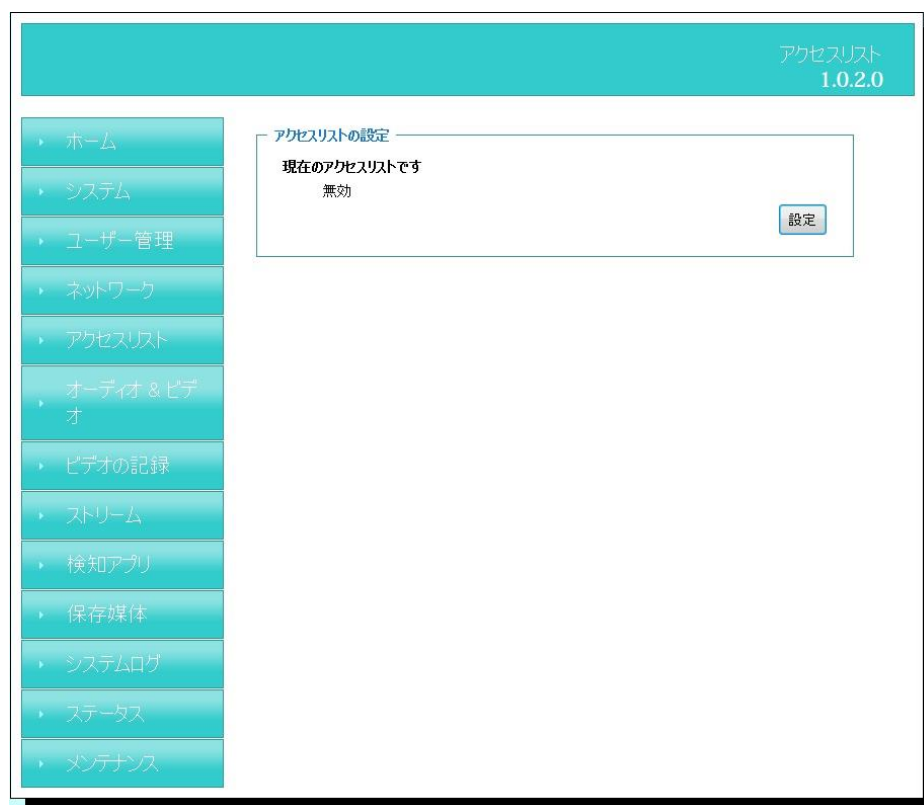 アクセスリスト
1.0.2.0
ホーム
システム
ユーザー管理
ネットワーク
アクセスリスト
オーディオ & ビデ
オ
ビデオの記録
ストリーム
検知アプリ
保存媒体
システムログ
ステータス
メンテナンス
アクセスリストの設定
現在のアクセスリストです
無効
設定